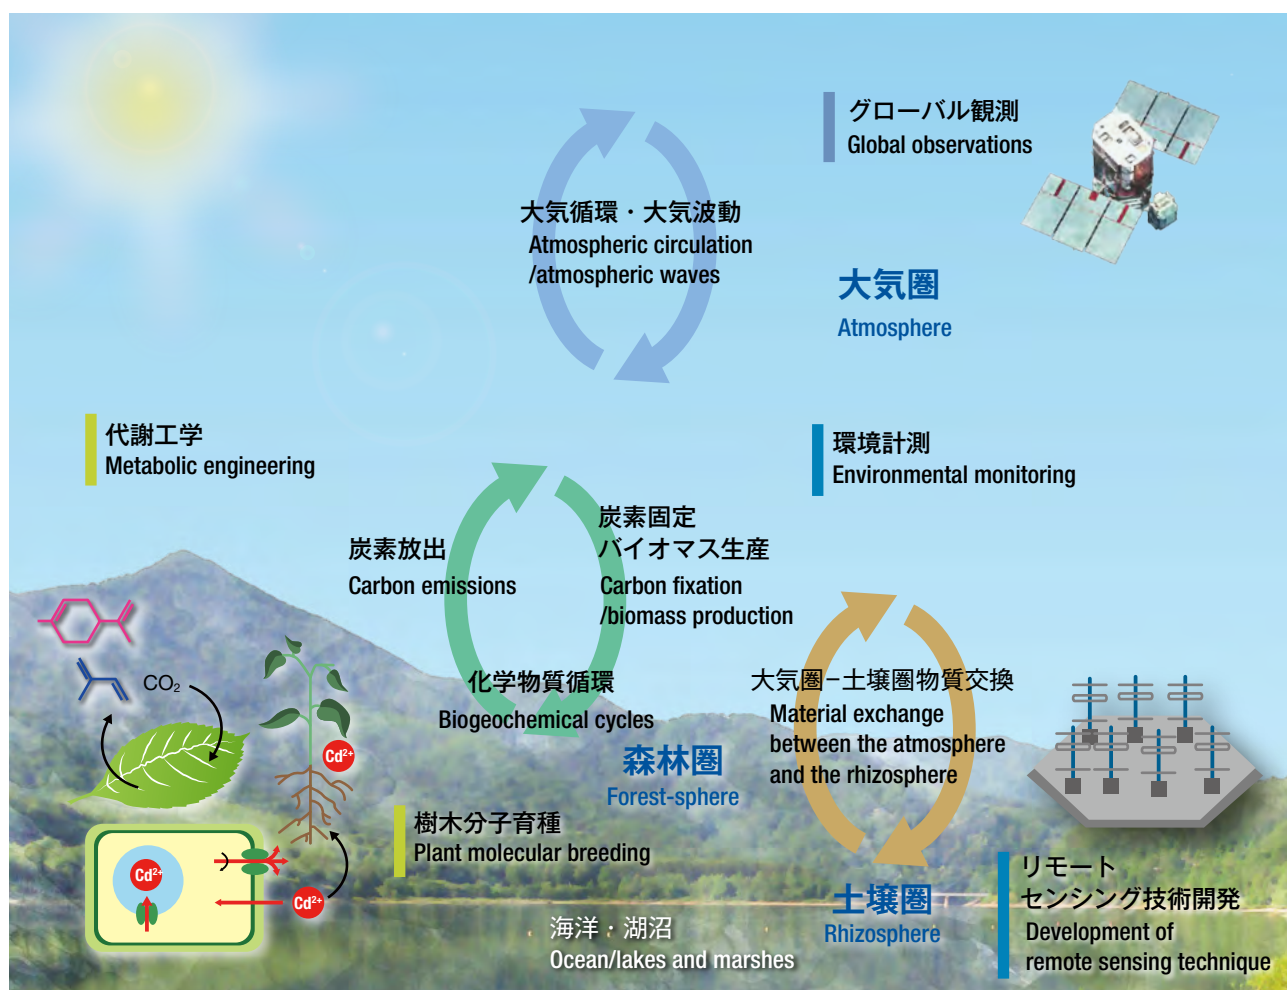 グローバル観測
Global observations
大気循環・大気波動
Atmospheric circulation
/atmospheric waves
大気圏
Atmosphere
代謝工学
Metabolic engineering
環境計測
Environmental monitoring
炭素放出
Carbon emissions
炭素固定
バイオマス生産
Carbon fixation
/biomass production
化学物質循環
Biogeochemical cycles
大気圏−土壌圏物質交換
Material exchange
between the atmosphere
and the rhizosphere
CO₂
Cd²⁺
森林圏
Forest-sphere
樹木分子育種
Plant molecular breeding
Cd²⁺
Cd²⁺
土壌圏
Rhizosphere
リモート
センシング技術開発
Development of
remote sensing technique
海洋・湖沼
Ocean/lakes and marshes